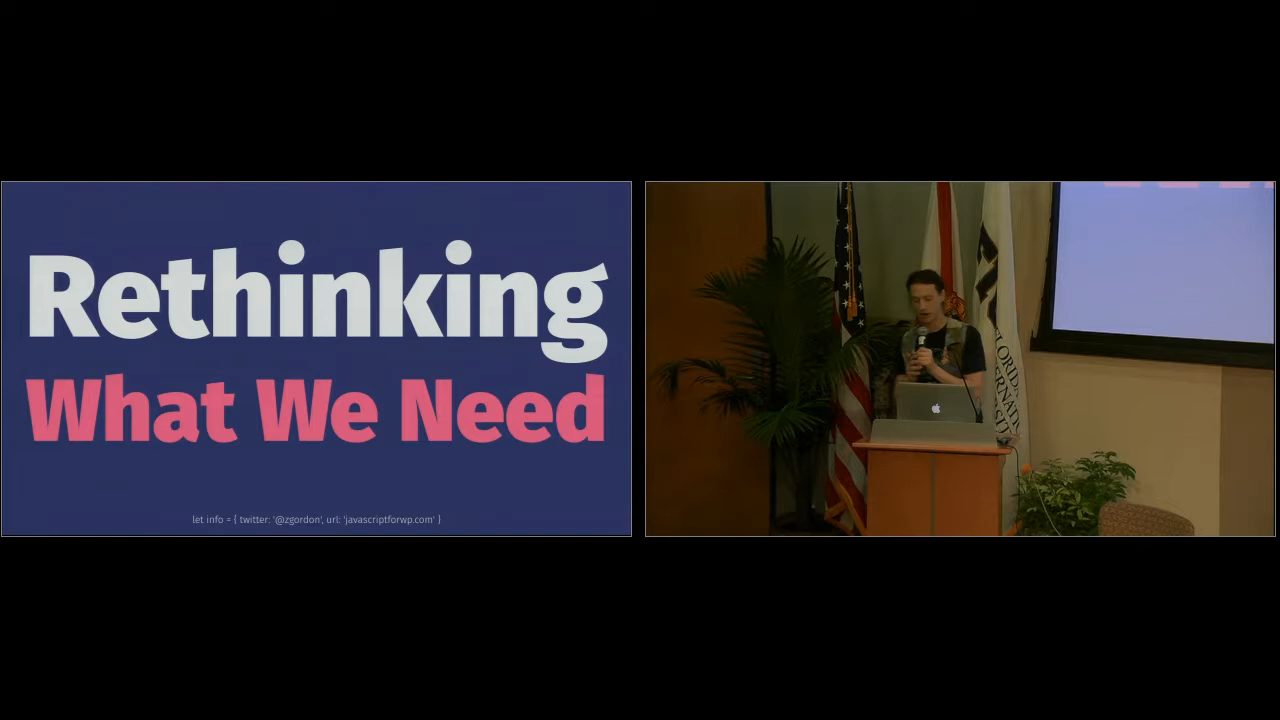 Rethinking
What We Need
let info = { twitter: '@zgordon', url: 'javascriptforwp.com' }